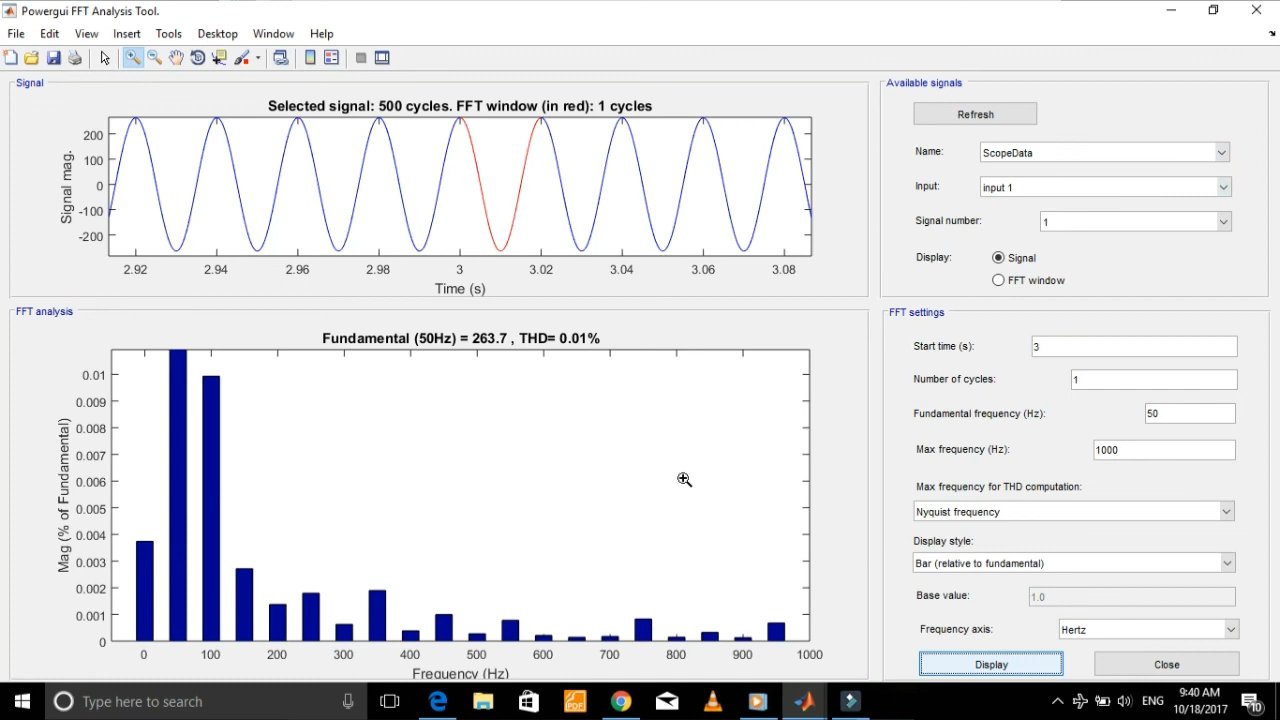 Powergui FFT Analysis Tool.
File Edit View Insert Tools Desktop Window Help
Signal
Selected signal: 500 cycles. FFT window (in red): 1 cycles
200
100
0
-100
-200
Signal mag.
2.92 2.94 2.96 2.98 3 3.02 3.04 3.06 3.08
Time (s)
FFT analysis
Fundamental (50Hz) = 263.7 , THD= 0.01%
0.01
0.009
0.008
0.007
0.006
0.005
0.004
0.003
0.002
0.001
0
Mag (% of Fundamental)
0 100 200 300 400 500 600 700 800 900 1000
Frequency (Hz)
Available signals
Refresh
Name: ScopeData
Input: input 1
Signal number: 1
Display: Signal
FFT window
FFT settings
Start time (s): 3
Number of cycles: 1
Fundamental frequency (Hz): 50
Max frequency (Hz): 1000
Max frequency for THD computation:
Nyquist frequency
Display style:
Bar (relative to fundamental)
Base value: 1.0
Frequency axis: Hertz
Display Close
Type here to search
PDF
ENG
9:40 AM
10/18/2017
10